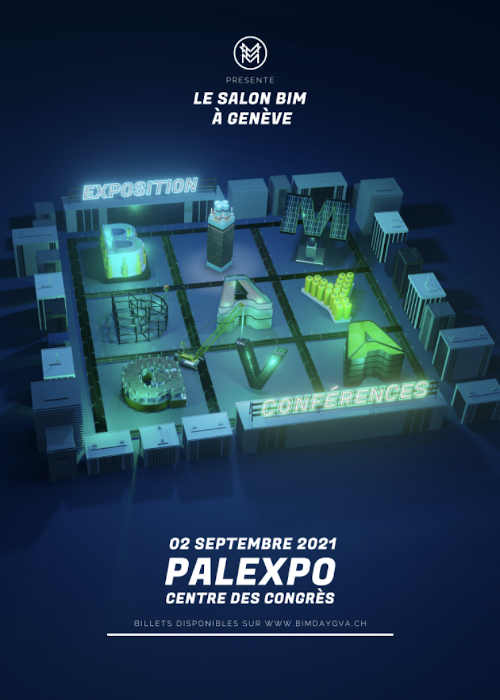 PRESENTE
LE SALON BIM
À GENÈVE
EXPOSITION
B I M
D A Y
G V A
CONFÉRENCES
02 SEPTEMBRE 2021
PALEXPO
CENTRE DES CONGRÈS
BILLETS DISPONIBLES SUR WWW.BIMDAYGVA.CH